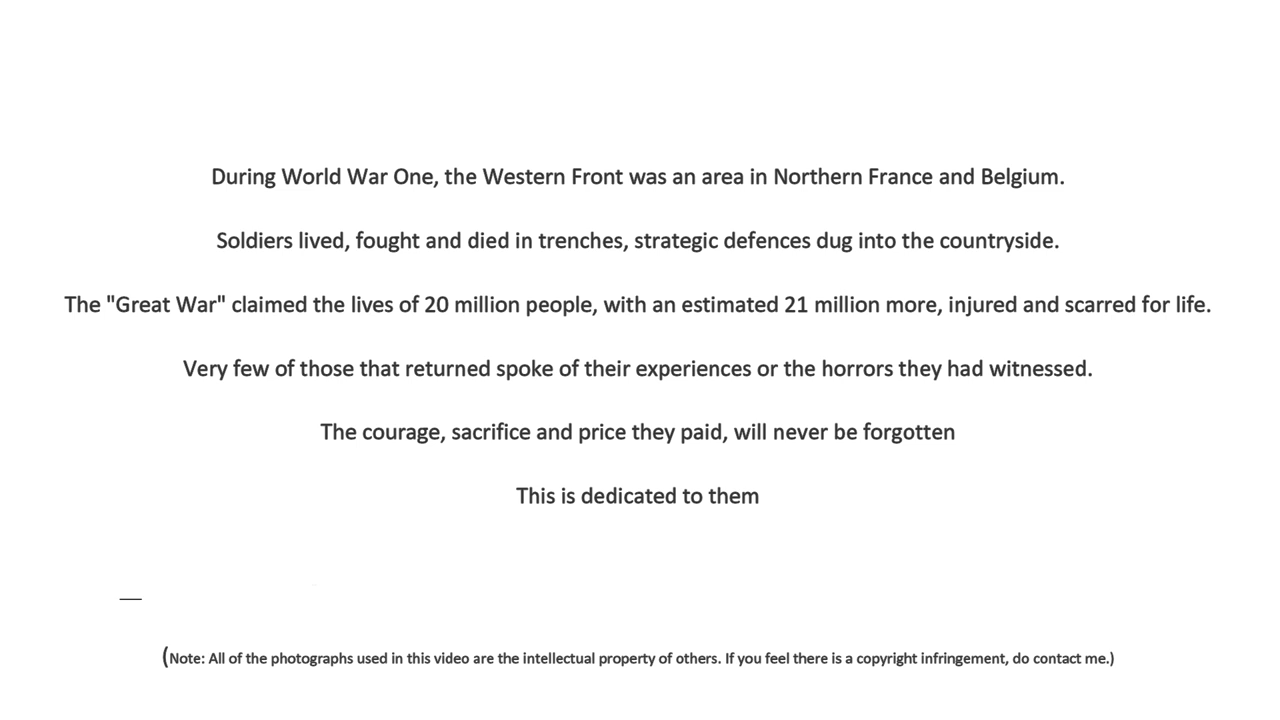 During World War One, the Western Front was an area in Northern France and Belgium.
Soldiers lived, fought and died in trenches, strategic defences dug into the countryside.
The "Great War" claimed the lives of 20 million people, with an estimated 21 million more, injured and scarred for life.
Very few of those that returned spoke of their experiences or the horrors they had witnessed.
The courage, sacrifice and price they paid, will never be forgotten
This is dedicated to them
(Note: All of the photographs used in this video are the intellectual property of others. If you feel there is a copyright infringement, do contact me.)